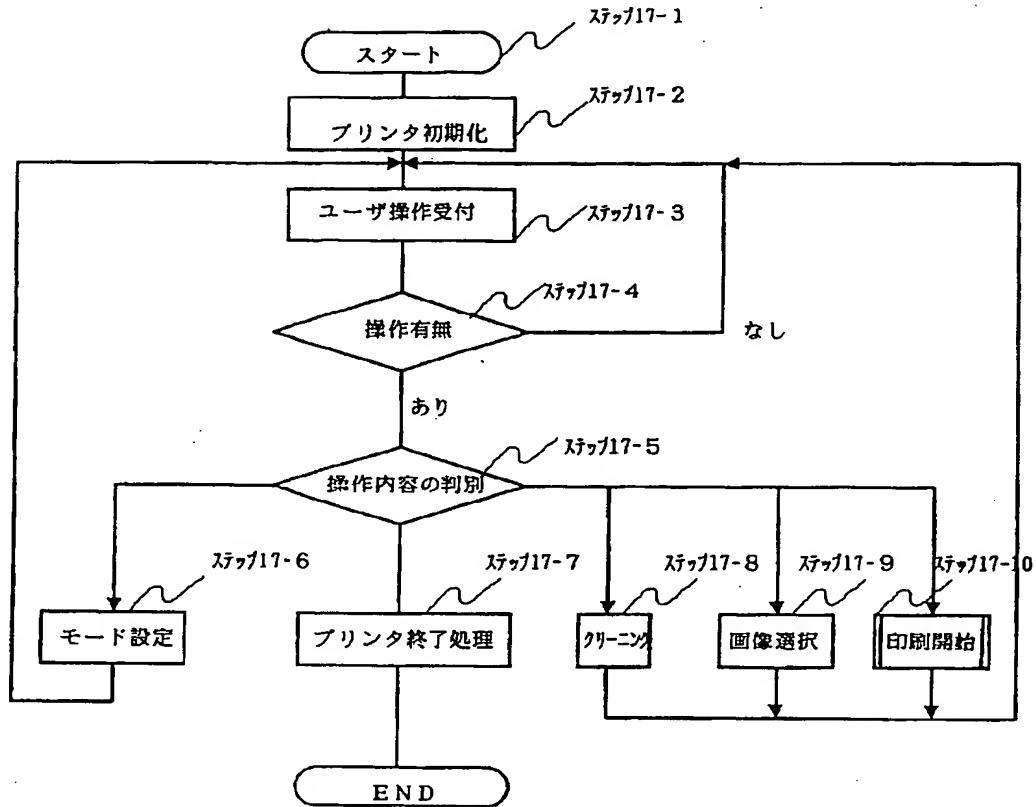 ステップ17-1
スタート
ステップ17-2
プリンタ初期化
ユーザ操作受付
ステップ17-3
ステップ17-4
操作有無
なし
あり
ステップ17-5
操作内容の判別
ステップ17-6
ステップ17-7
ステップ17-8
ステップ17-9
ステップ17-10
モード設定
プリンタ終了処理
クリーニング
画像選択
印刷開始
END